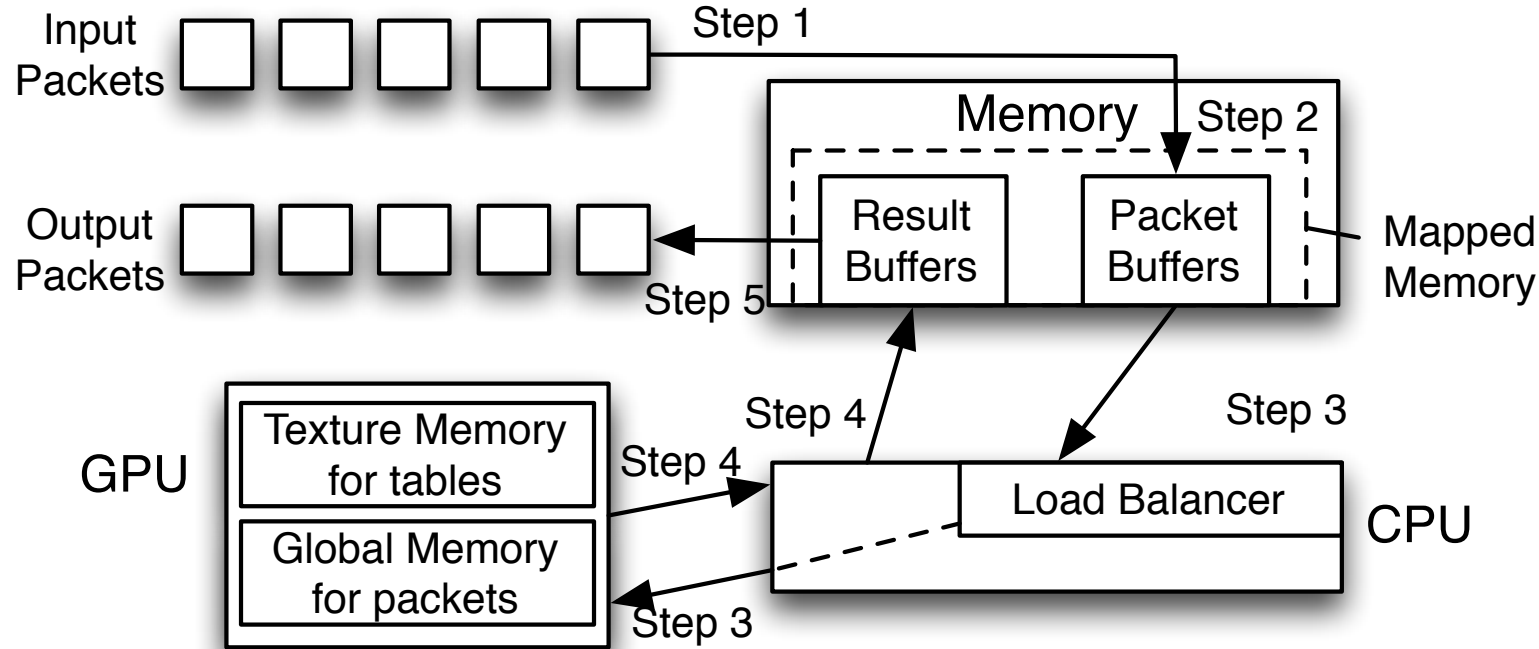 Input
Packets
Step 1
Memory
Step 2
Output
Packets
Result
Buffers
Packet
Buffers
Mapped
Memory
Step 5
Step 4
Step 3
GPU
Texture Memory
for tables
Step 4
Load Balancer
CPU
Global Memory
for packets
Step 3